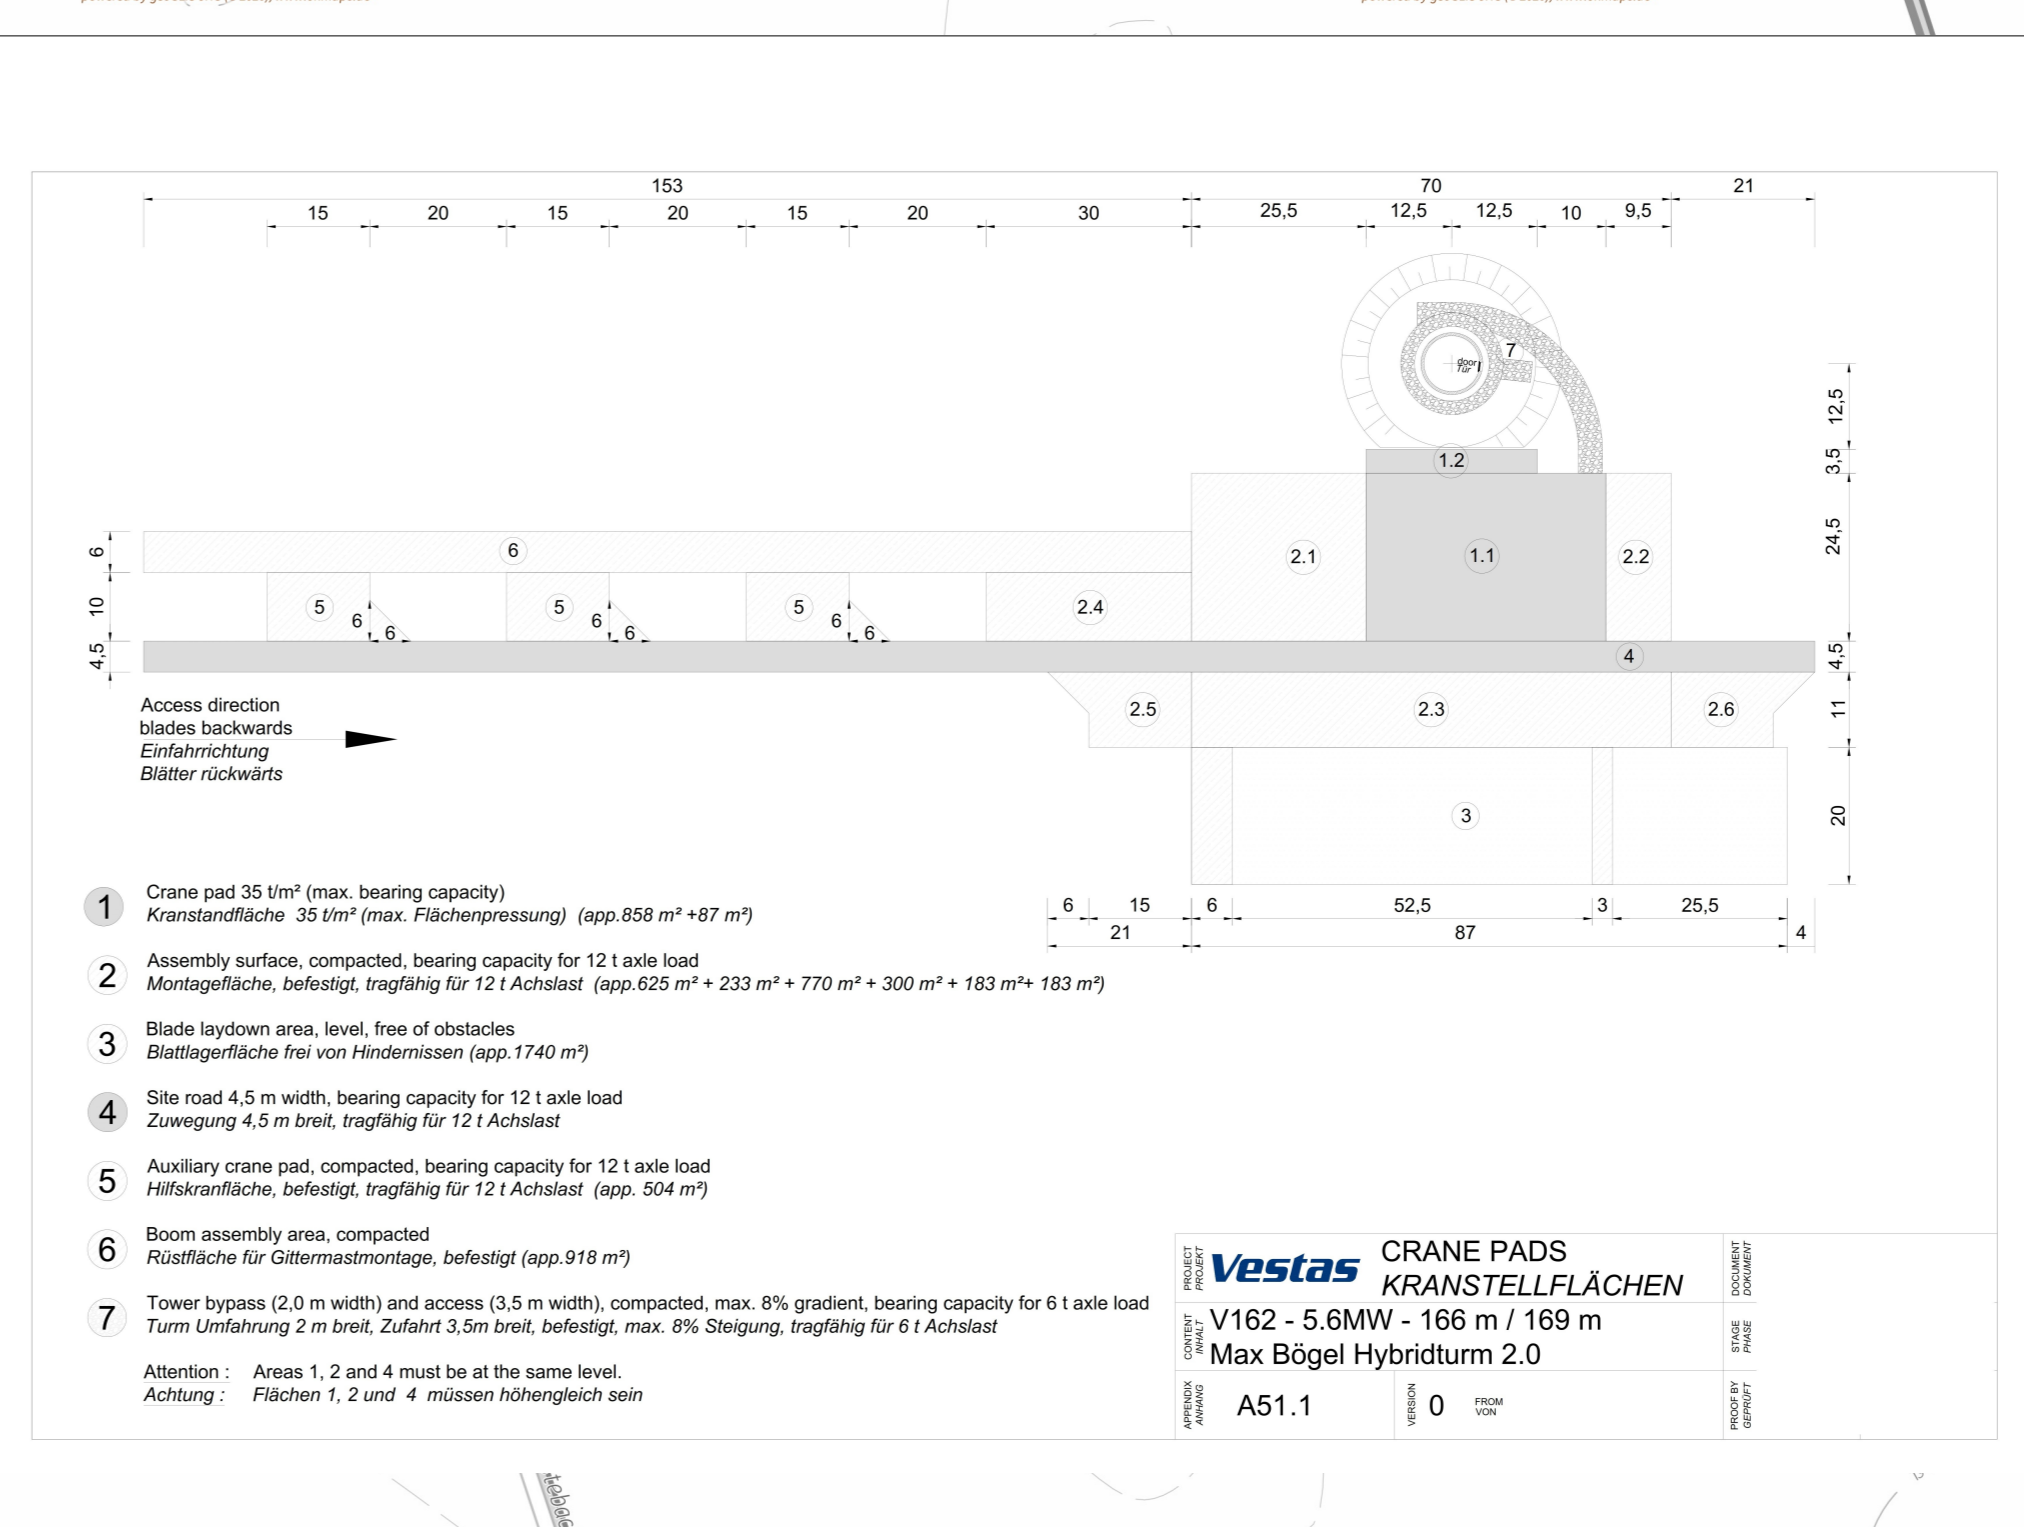 153 70 21
15 20 15 20 15 20 30 25,5 12,5 12,5 10 9,5
7
door
Tür
12,5
1.2
3,5
6
6
2.1
1.1
2.2
24,5
10
5 6 6
5 6 6
5 6 6
2.4
4,5
4
4,5
Access direction
blades backwards
Einfahrrichtung
Blätter rückwärts
2.5
2.3
2.6
11
3
20
6 15 6 52,5 3 25,5
21 87 4
1 Crane pad 35 t/m² (max. bearing capacity)
Kranstandfläche 35 t/m² (max. Flächenpressung) (app.858 m² +87 m²)
2 Assembly surface, compacted, bearing capacity for 12 t axle load
Montagefläche, befestigt, tragfähig für 12 t Achslast (app.625 m² + 233 m² + 770 m² + 300 m² + 183 m²+ 183 m²)
3 Blade laydown area, level, free of obstacles
Blattlagerfläche frei von Hindernissen (app.1740 m²)
4 Site road 4,5 m width, bearing capacity for 12 t axle load
Zuwegung 4,5 m breit, tragfähig für 12 t Achslast
5 Auxiliary crane pad, compacted, bearing capacity for 12 t axle load
Hilfskranfläche, befestigt, tragfähig für 12 t Achslast (app. 504 m²)
6 Boom assembly area, compacted
Rüstfläche für Gittermastmontage, befestigt (app.918 m²)
7 Tower bypass (2,0 m width) and access (3,5 m width), compacted, max. 8% gradient, bearing capacity for 6 t axle load
Turm Umfahrung 2 m breit, Zufahrt 3,5m breit, befestigt, max. 8% Steigung, tragfähig für 6 t Achslast
Attention : Areas 1, 2 and 4 must be at the same level.
Achtung : Flächen 1, 2 und 4 müssen höhengleich sein
PROJECT
PROJEKT
Vestas
CRANE PADS
KRANSTELLFLÄCHEN
DOCUMENT
DOKUMENT
CONTENT
INHALT
V162 - 5.6MW - 166 m / 169 m
Max Bögel Hybridturm 2.0
STAGE
PHASE
APPENDIX
ANHANG
A51.1
VERSION
0
FROM
VON
PROOF BY
GEPRÜFT